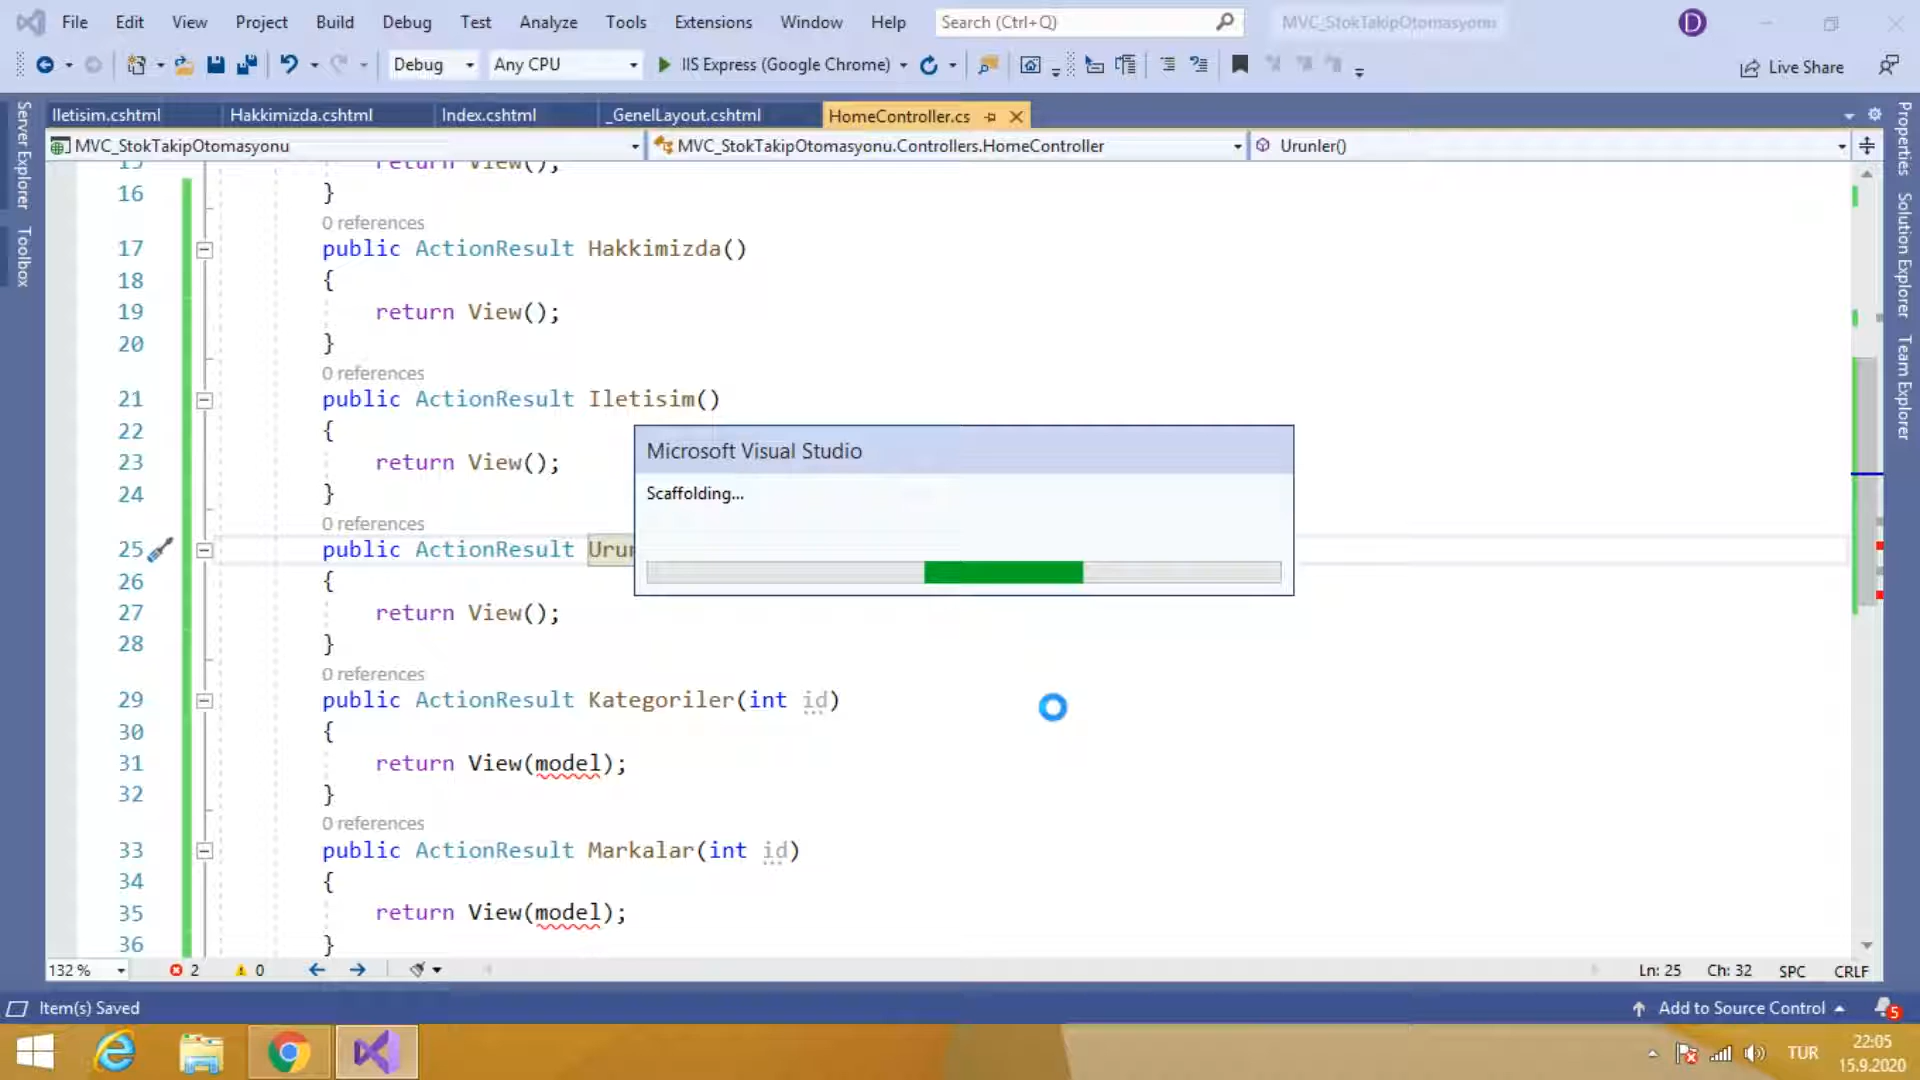 File Edit View Project Build Debug Test Analyze Tools Extensions Window Help Search (Ctrl+Q) MVC_StokTakipOtomasyonu D
Debug Any CPU IIS Express (Google Chrome) Live Share
Iletisim.cshtml Hakkimizda.cshtml Index.cshtml _GenelLayout.cshtml HomeController.cs
MVC_StokTakipOtomasyonu MVC_StokTakipOtomasyonu.Controllers.HomeController Urunler()
Server Explorer
Toolbox
Properties
Solution Explorer
Team Explorer
15 return View();
16 }
0 references
17 public ActionResult Hakkimizda()
18 {
19 return View();
20 }
0 references
21 public ActionResult Iletisim()
22 {
23 return View();
24 }
0 references
25 public ActionResult Urun
26 {
27 return View();
28 }
0 references
29 public ActionResult Kategoriler(int id)
30 {
31 return View(model);
32 }
0 references
33 public ActionResult Markalar(int id)
34 {
35 return View(model);
36 }
Microsoft Visual Studio
Scaffolding...
132 % 2 0 Ln: 25 Ch: 32 SPC CRLF
Item(s) Saved Add to Source Control 5
TUR 22:05
15.9.2020